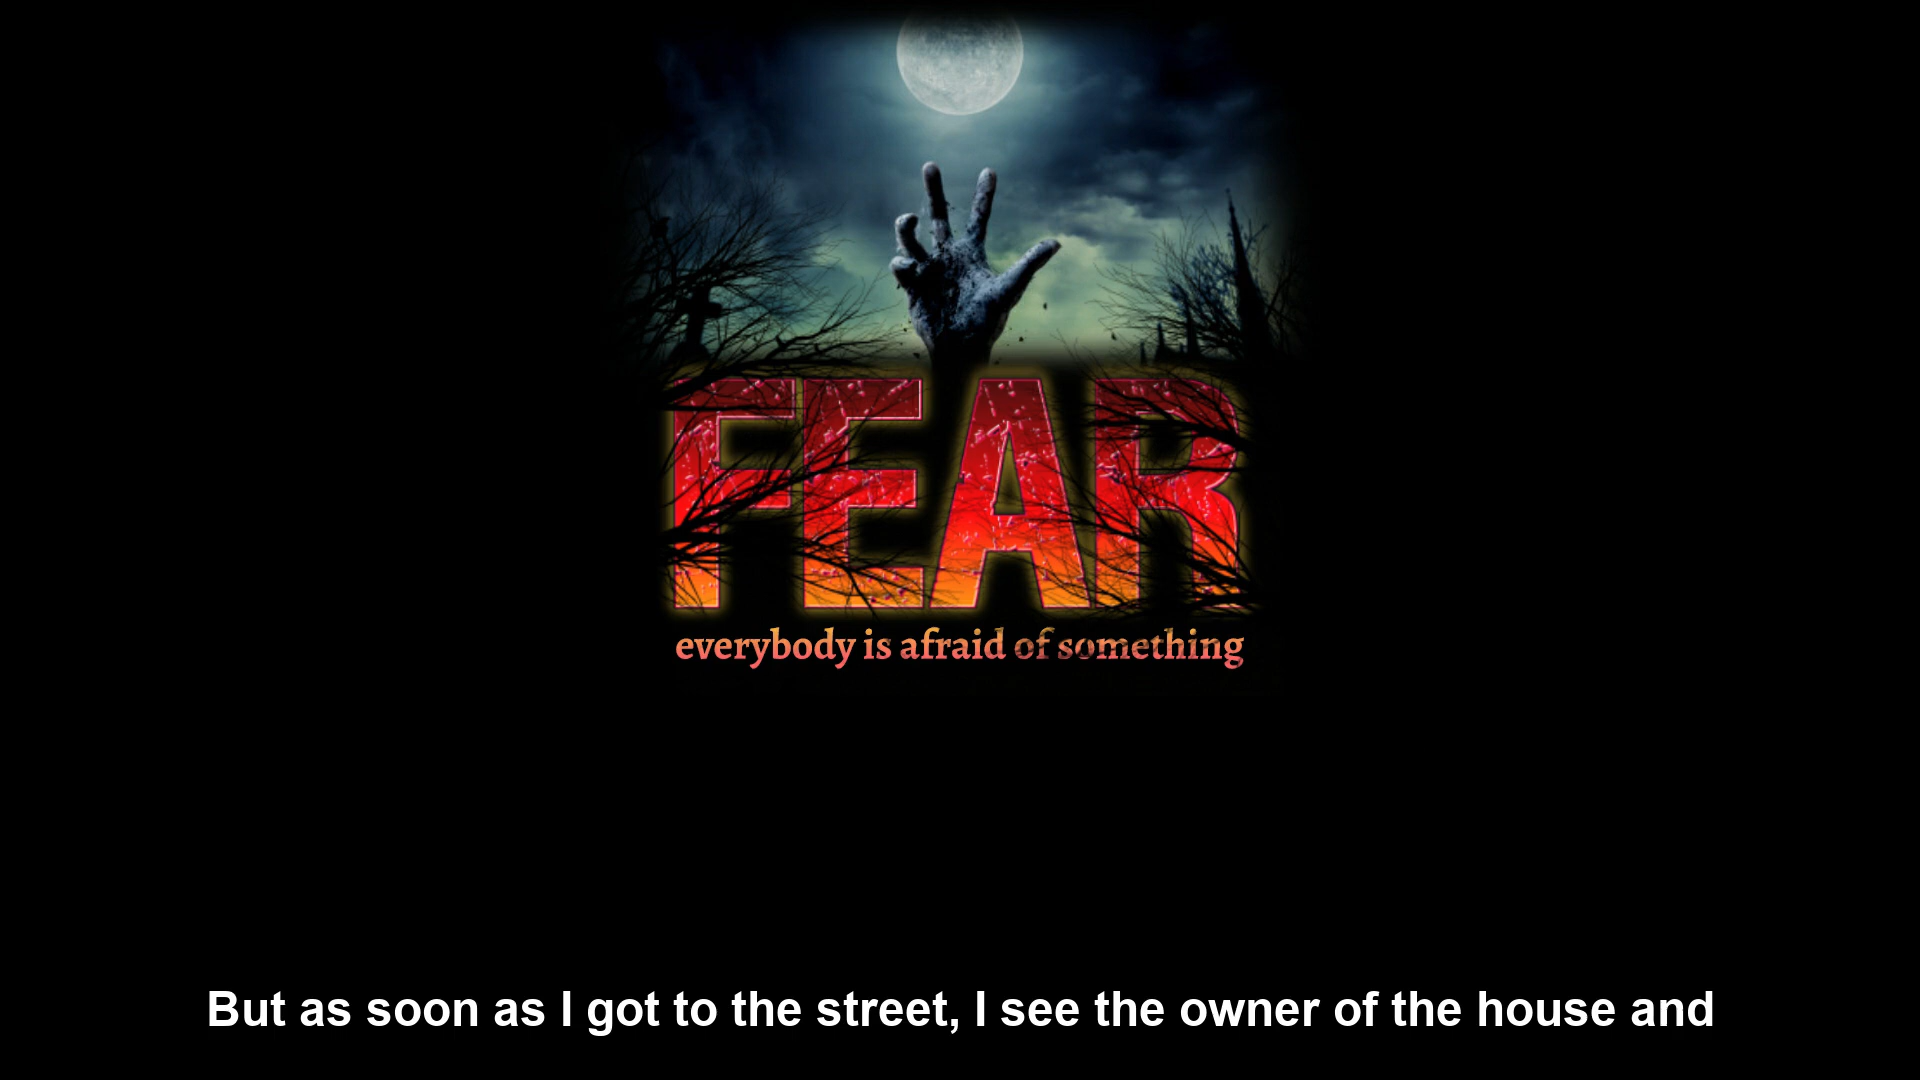 FEAR
everybody is afraid of something
But as soon as I got to the street, I see the owner of the house and